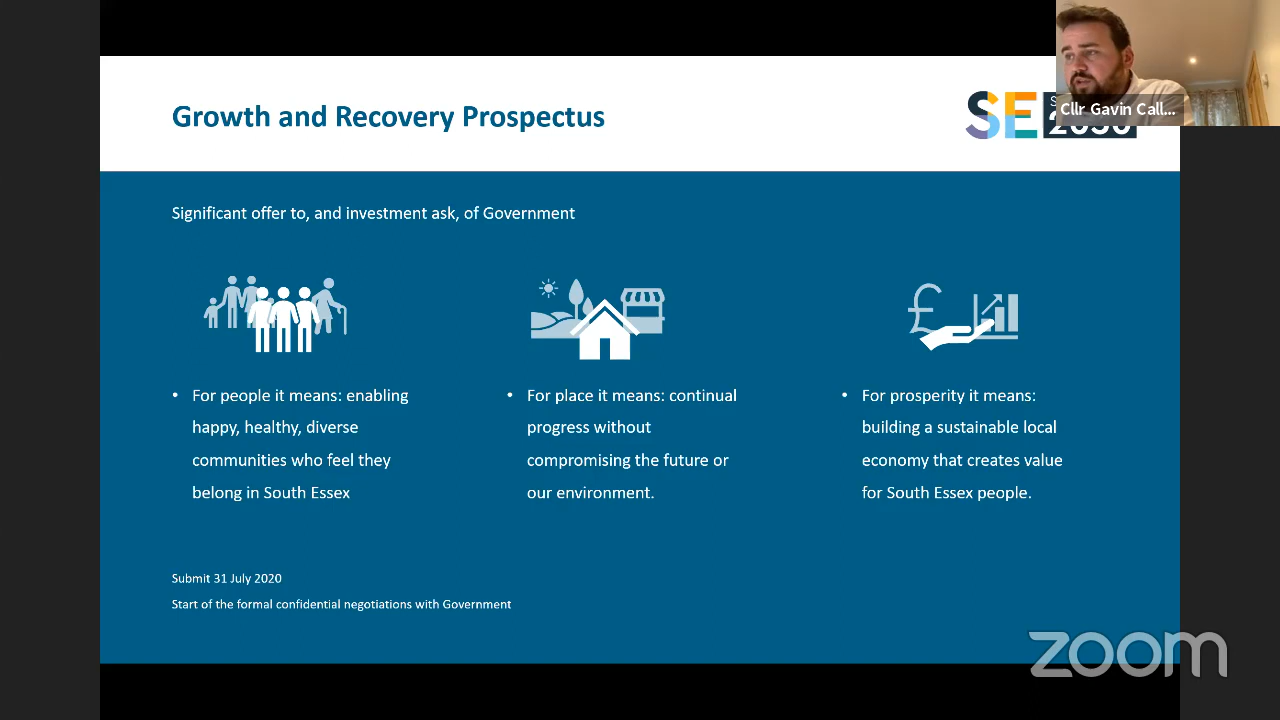 Growth and Recovery Prospectus
SE
Cllr Gavin Call...
Significant offer to, and investment ask, of Government
£
• For people it means: enabling
happy, healthy, diverse
communities who feel they
belong in South Essex
• For place it means: continual
progress without
compromising the future or
our environment.
• For prosperity it means:
building a sustainable local
economy that creates value
for South Essex people.
Submit 31 July 2020
Start of the formal confidential negotiations with Government
zoom